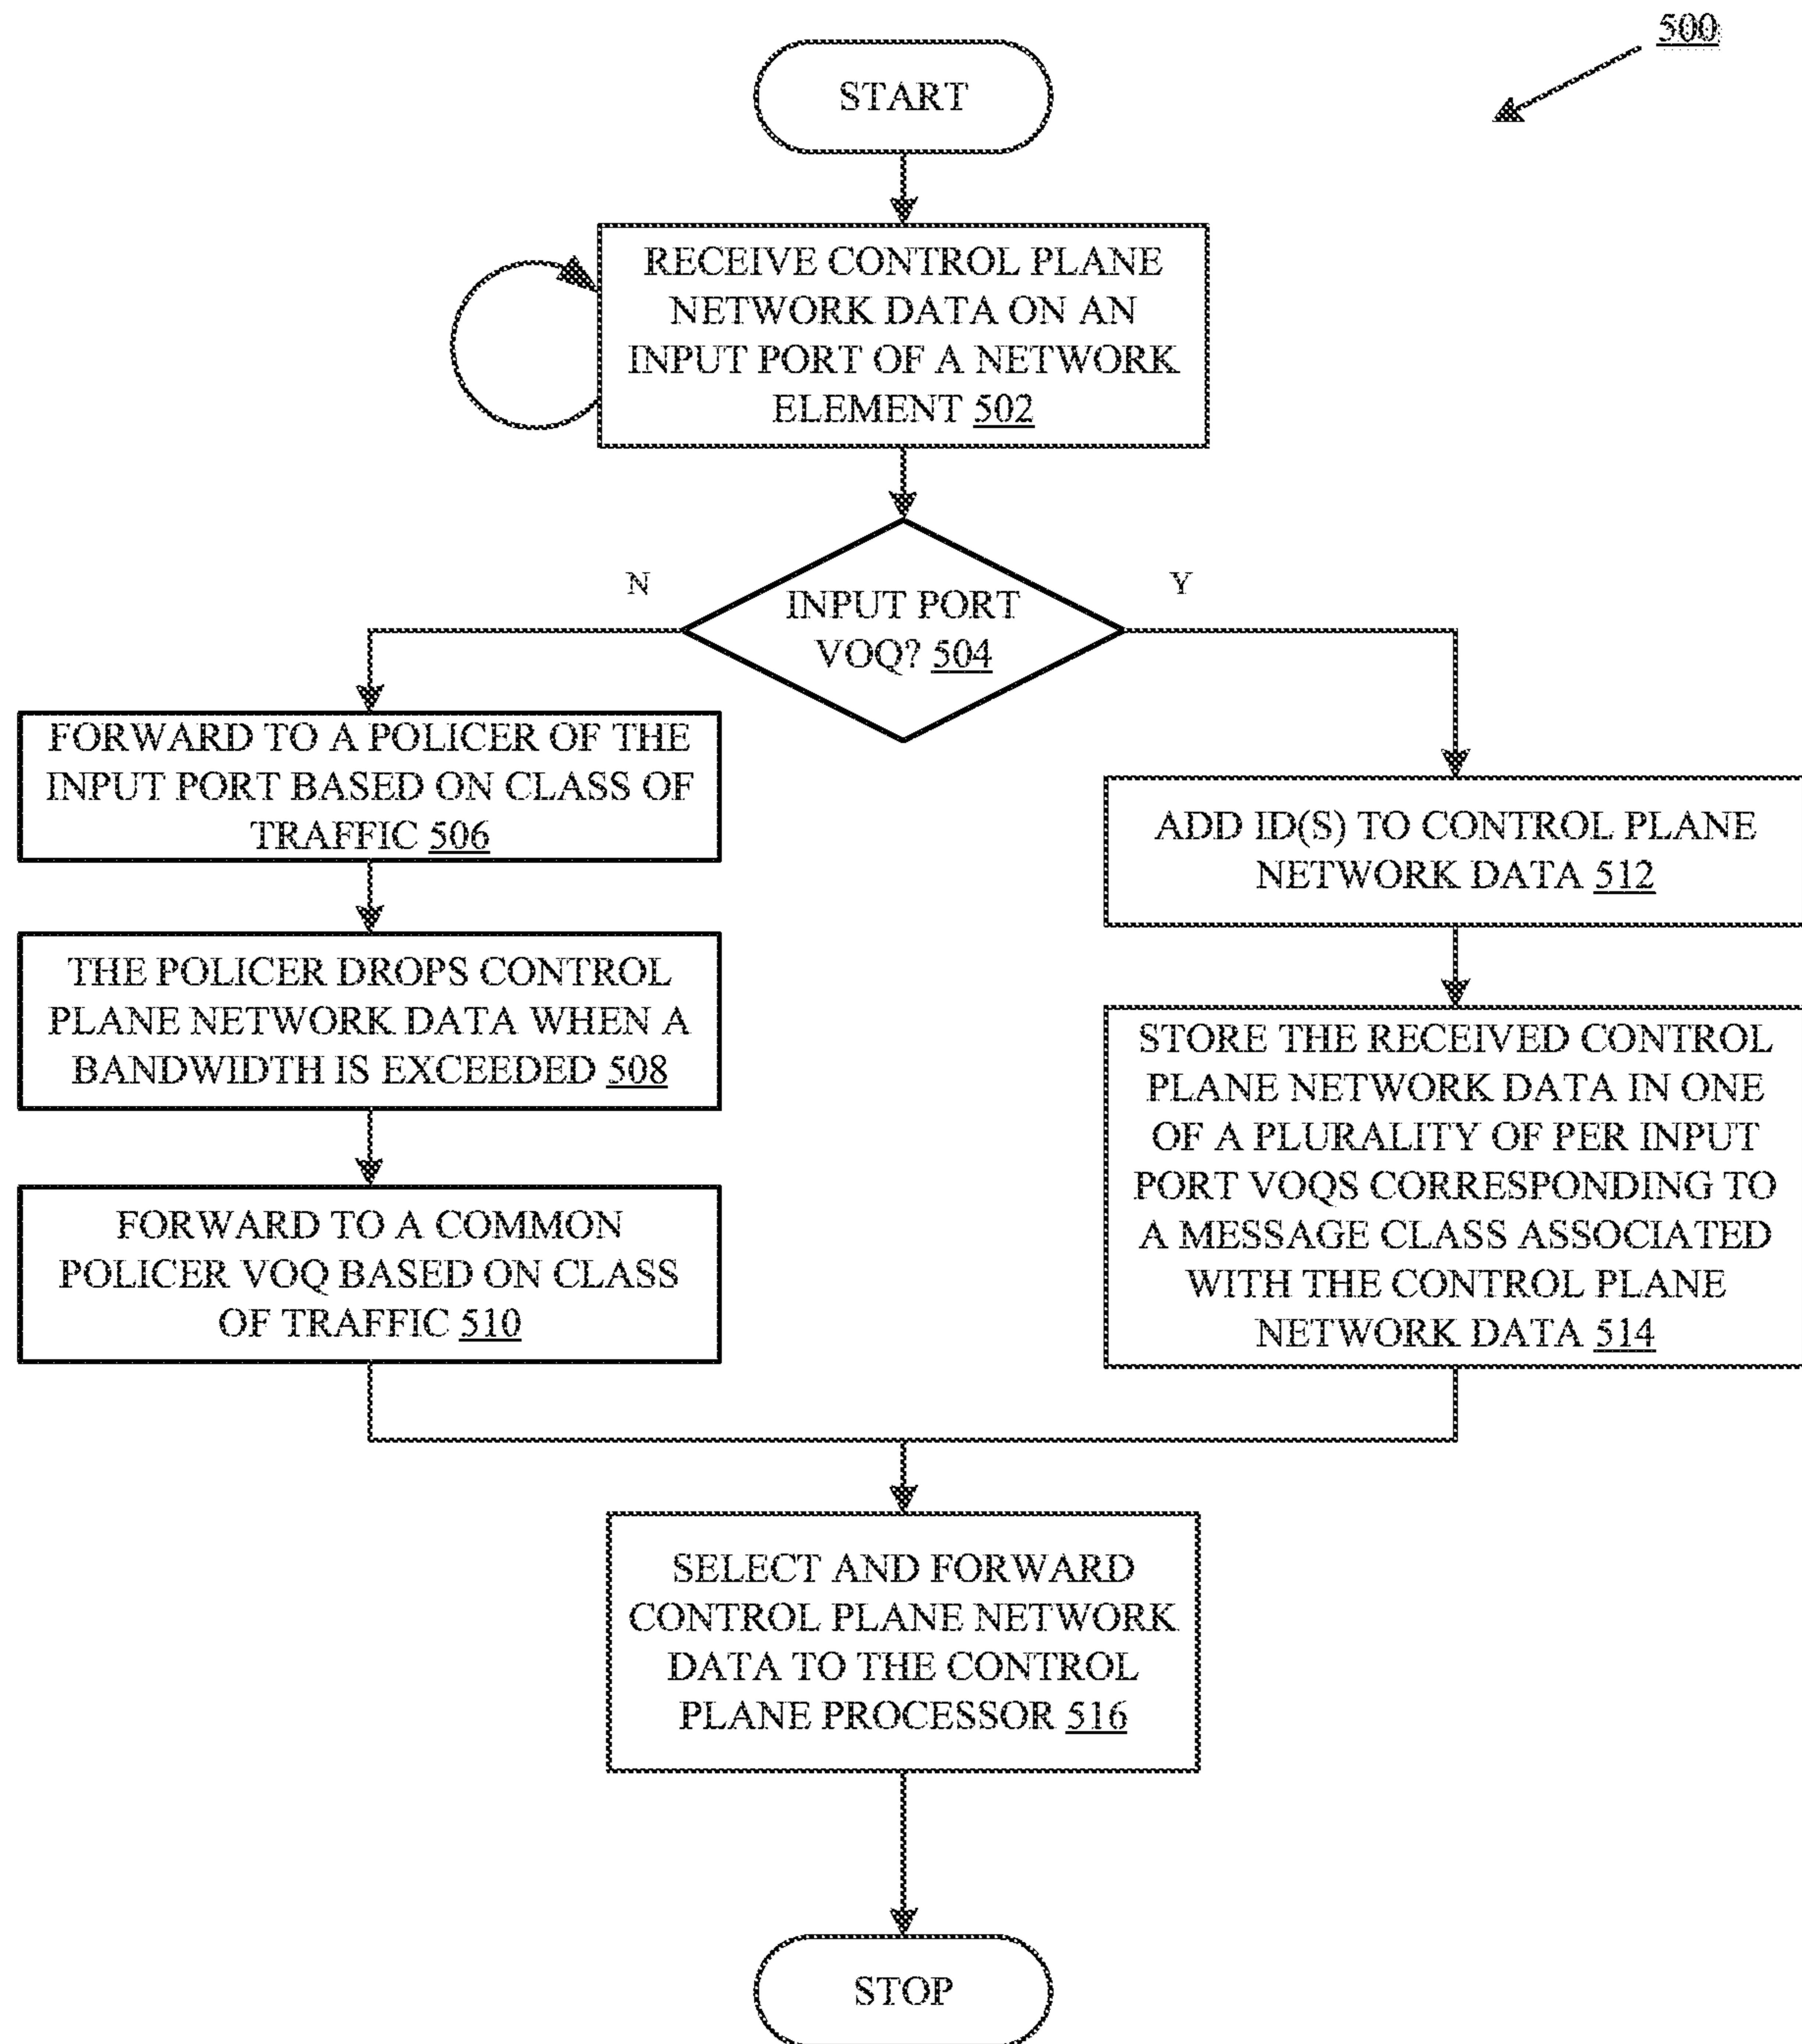 500
START
RECEIVE CONTROL PLANE
NETWORK DATA ON AN
INPUT PORT OF A NETWORK
ELEMENT 502
N
Y
INPUT PORT
VOQ? 504
FORWARD TO A POLICER OF THE
INPUT PORT BASED ON CLASS OF
TRAFFIC 506
THE POLICER DROPS CONTROL
PLANE NETWORK DATA WHEN A
BANDWIDTH IS EXCEEDED 508
FORWARD TO A COMMON
POLICER VOQ BASED ON CLASS
OF TRAFFIC 510
ADD ID(S) TO CONTROL PLANE
NETWORK DATA 512
STORE THE RECEIVED CONTROL
PLANE NETWORK DATA IN ONE
OF A PLURALITY OF PER INPUT
PORT VOQS CORRESPONDING TO
A MESSAGE CLASS ASSOCIATED
WITH THE CONTROL PLANE
NETWORK DATA 514
SELECT AND FORWARD
CONTROL PLANE NETWORK
DATA TO THE CONTROL
PLANE PROCESSOR 516
STOP